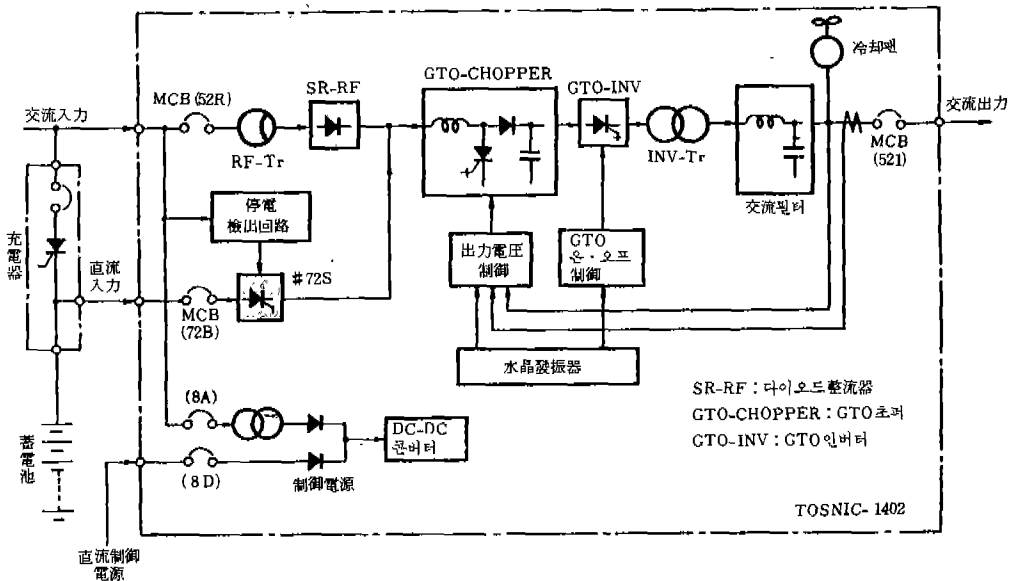 交流入力
MCB (52R)
RF-Tr
SR-RF
GTO-CHOPPER
GTO-INV
INV-Tr
交流필터
冷却팬
MCB
(521)
交流出力
充電器
直流
入力
停電
檢出回路
#72S
MCB
(72B)
出力電圧
制御
GTO
온·오프
制御
水晶發振器
(8A)
(8D)
DC-DC
콘버터
制御電源
蓄電池
直流制御
電源
SR-RF : 다이오드整流器
GTO-CHOPPER : GTO초퍼
GTO-INV : GTO인버터
TOSNIC-1402